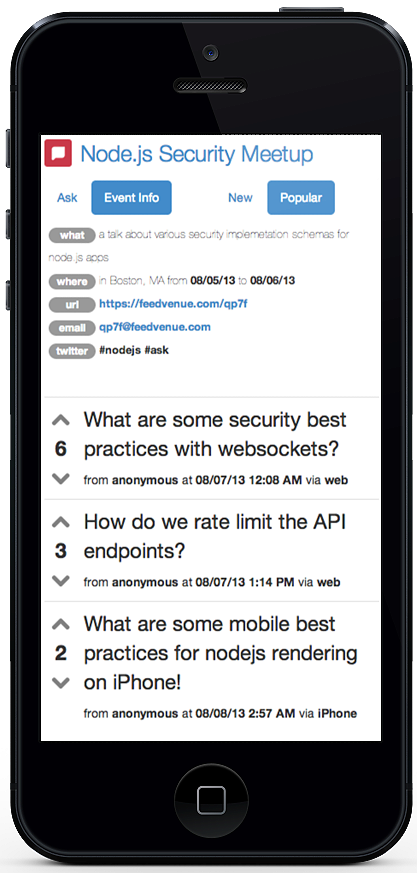 Node.js Security Meetup
Ask Event Info New Popular
what a talk about various security implemetation schemas for
node.js apps
where in Boston, MA from 08/05/13 to 08/06/13
url https://feedvenue.com/qp7f
email qp7f@feedvenue.com
twitter #nodejs #ask
What are some security best
6 practices with websockets?
from anonymous at 08/07/13 12:08 AM via web
How do we rate limit the API
3 endpoints?
from anonymous at 08/07/13 1:14 PM via web
What are some mobile best
2 practices for nodejs rendering
on iPhone!
from anonymous at 08/08/13 2:57 AM via iPhone